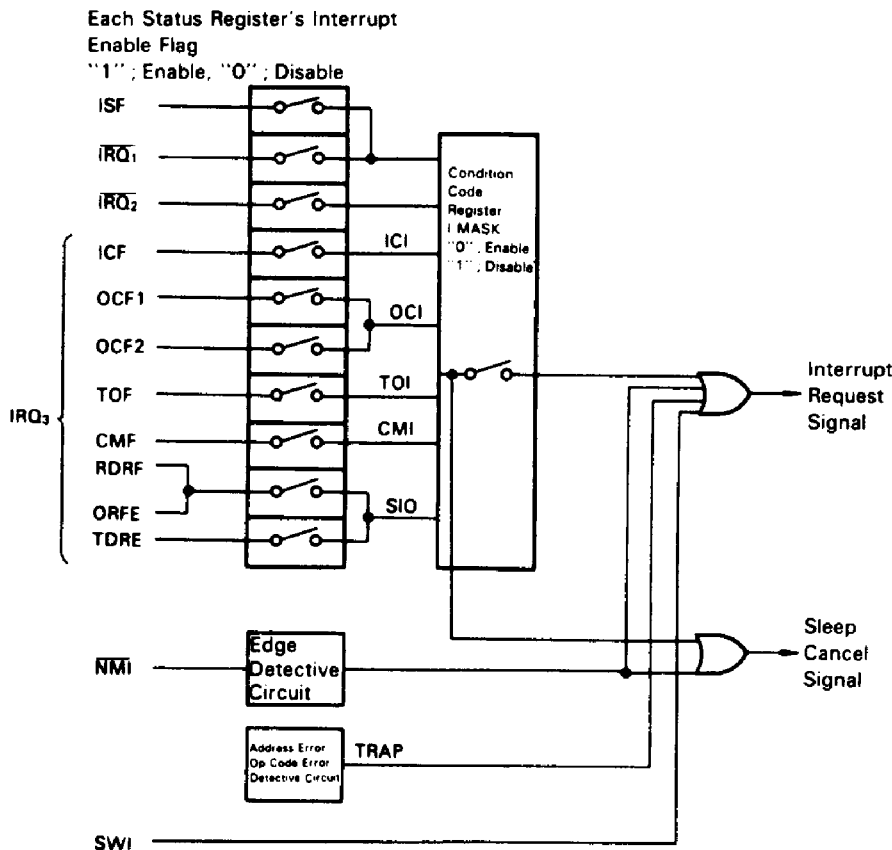 Each Status Register's Interrupt
Enable Flag
"1" ; Enable, "0" ; Disable
ISF
IRQ₁
IRQ₂
ICF
ICI
OCF1
OCI
OCF2
TOF
TOI
IRQ₃
CMF
CMI
RDRF
ORFE
SIO
TDRE
Condition
Code
Register
I MASK
"0" ; Enable
"1" ; Disable
Interrupt
Request
Signal
NMI
Edge
Detective
Circuit
Sleep
Cancel
Signal
Address Error
Op Code Error
Detective Circuit
TRAP
SWI